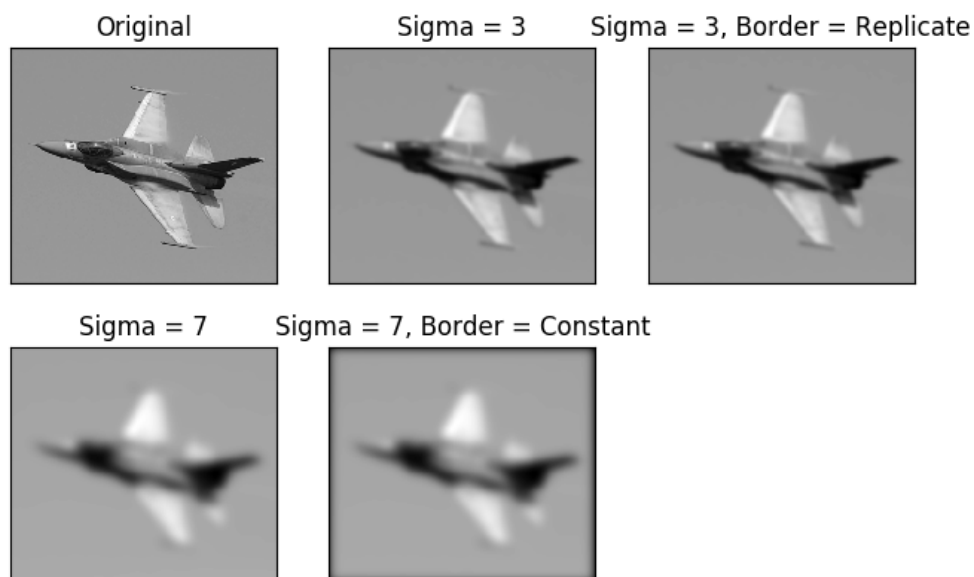 Original
Sigma = 3
Sigma = 3, Border = Replicate
Sigma = 7
Sigma = 7, Border = Constant